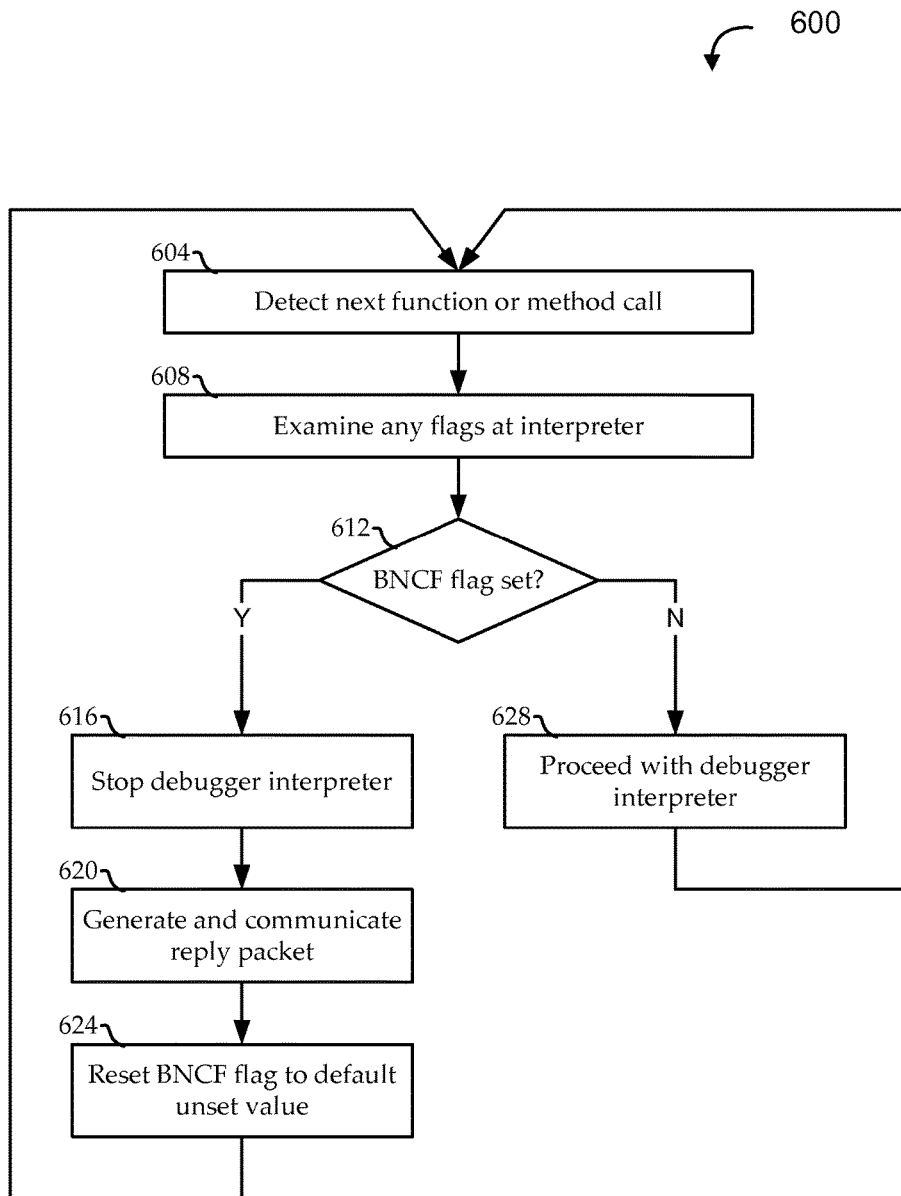 600
604
Detect next function or method call
608
Examine any flags at interpreter
612
BNCF flag set?
Y
N
616
Stop debugger interpreter
628
Proceed with debugger
interpreter
620
Generate and communicate
reply packet
624
Reset BNCF flag to default
unset value